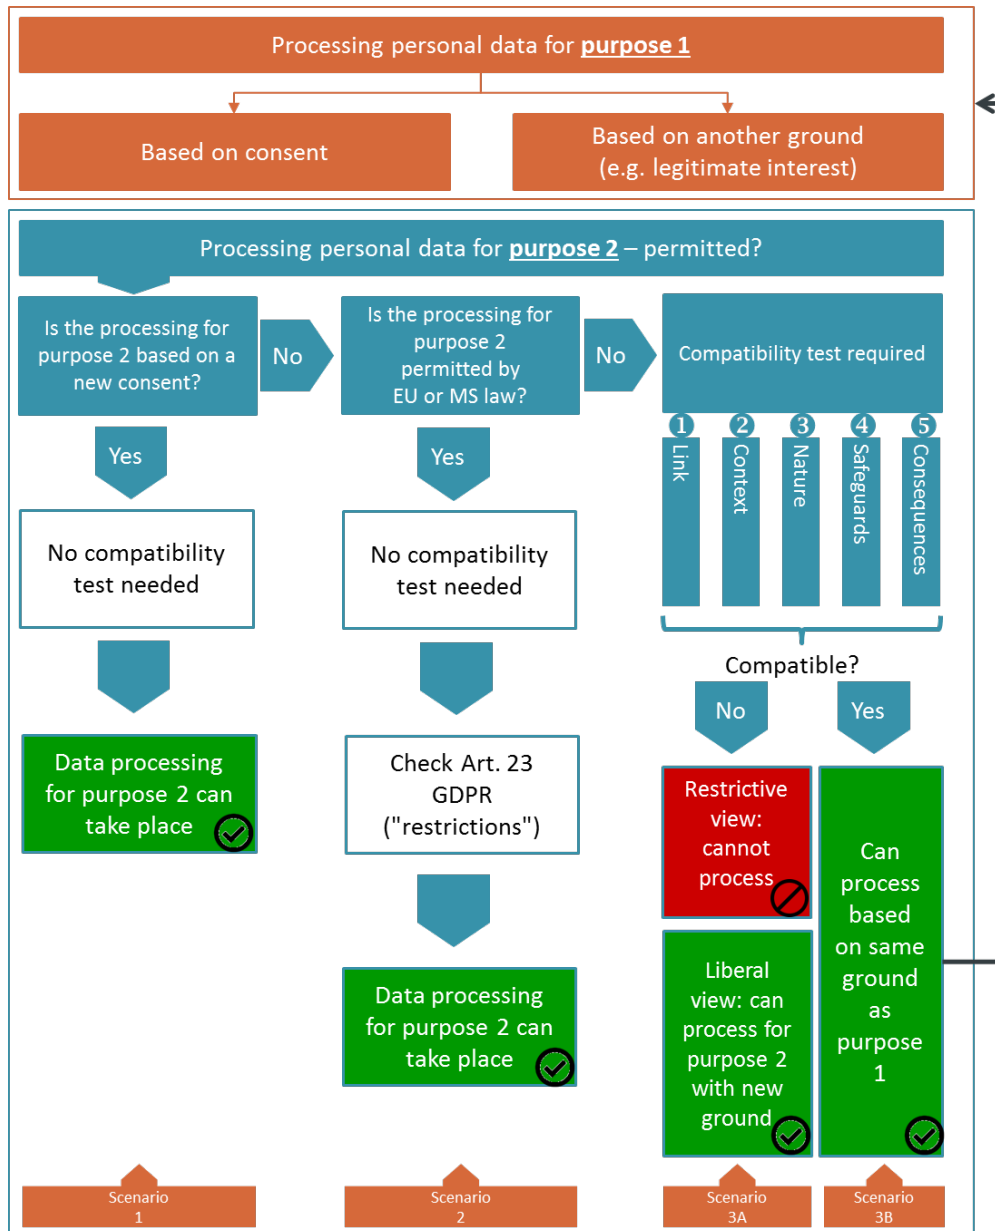 Processing personal data for purpose 1
Based on consent
Based on another ground
(e.g. legitimate interest)
Processing personal data for purpose 2 – permitted?
Is the processing for
purpose 2 based on a
new consent?
No
Is the processing for
purpose 2
permitted by
EU or MS law?
No
Compatibility test required
Yes
Yes
1
Link
2
Context
3
Nature
4
Safeguards
5
Consequences
No compatibility
test needed
No compatibility
test needed
Compatible?
No
Yes
Data processing
for purpose 2 can
take place
Check Art. 23
GDPR
("restrictions")
Restrictive
view:
cannot
process
Can
process
based
on same
ground
as
purpose
1
Liberal
view: can
process for
purpose 2
with new
ground
Data processing
for purpose 2 can
take place
Scenario
1
Scenario
2
Scenario
3A
Scenario
3B